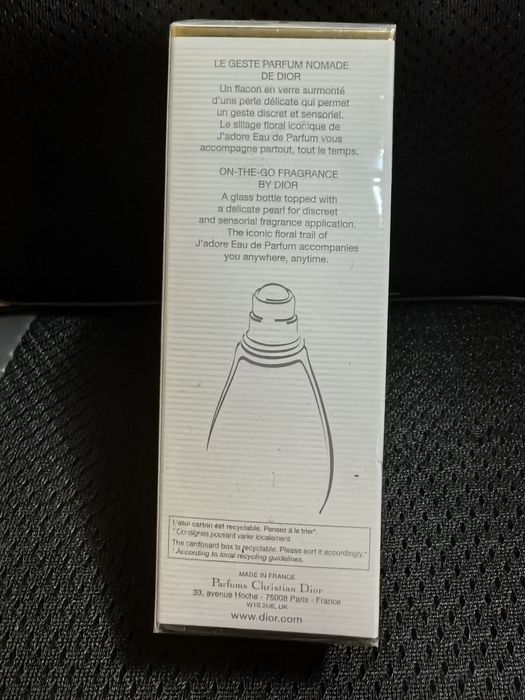 LE GESTE PARFUM NOMADE
DE DIOR
Un flacon en verre surmonté
d'une perle délicate qui permet
un geste discret et sensoriel.
Le sillage floral iconique de
J'adore Eau de Parfum vous
accompagne partout, tout le temps.
ON-THE-GO FRAGRANCE
BY DIOR
A glass bottle topped with
a delicate pearl for discreet
and sensorial fragrance application.
The iconic floral trail of
J'adore Eau de Parfum accompanies
you anywhere, anytime.
L'étui carton est recyclable. Pensez à le trier*.
*Consignes pouvant varier localement.
The cardboard box is recyclable. Please sort it accordingly.*
*According to local recycling guidelines.
MADE IN FRANCE
Parfums Christian Dior
33, avenue Hoche - 75008 Paris - France
W1S 2UE, UK
www.dior.com